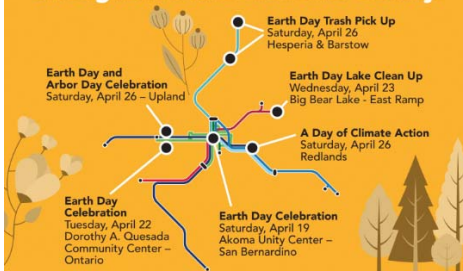 Earth Day Trash Pick Up
Saturday, April 26
Hesperia & Barstow
Earth Day and
Arbor Day Celebration
Saturday, April 26 – Upland
Earth Day Lake Clean Up
Wednesday, April 23
Big Bear Lake - East Ramp
A Day of Climate Action
Saturday, April 26
Redlands
Earth Day
Celebration
Tuesday, April 22
Dorothy A. Quesada
Community Center –
Ontario
Earth Day Celebration
Saturday, April 19
Akoma Unity Center –
San Bernardino